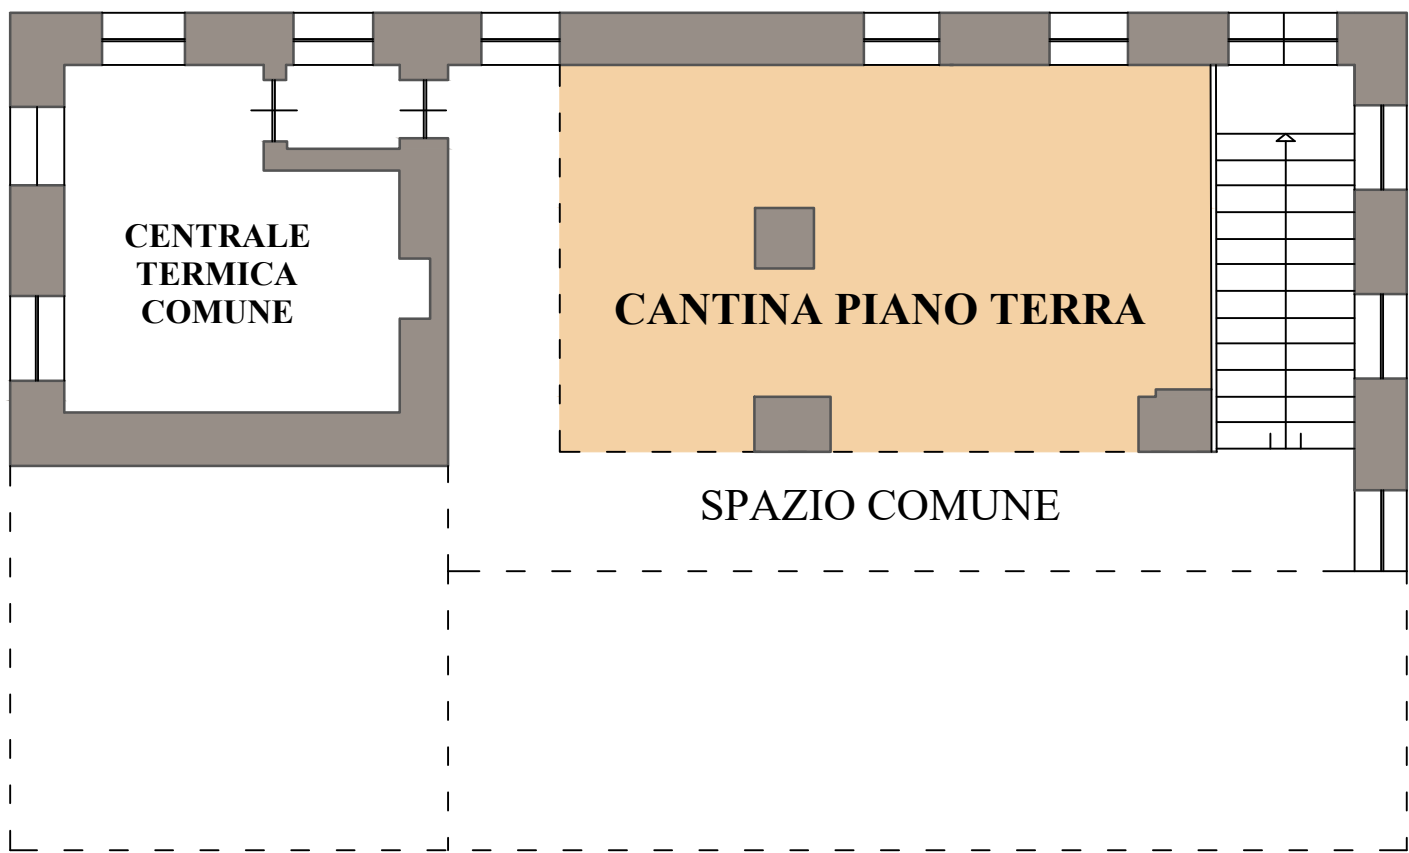 CENTRALE
TERMICA
COMUNE
CANTINA PIANO TERRA
SPAZIO COMUNE